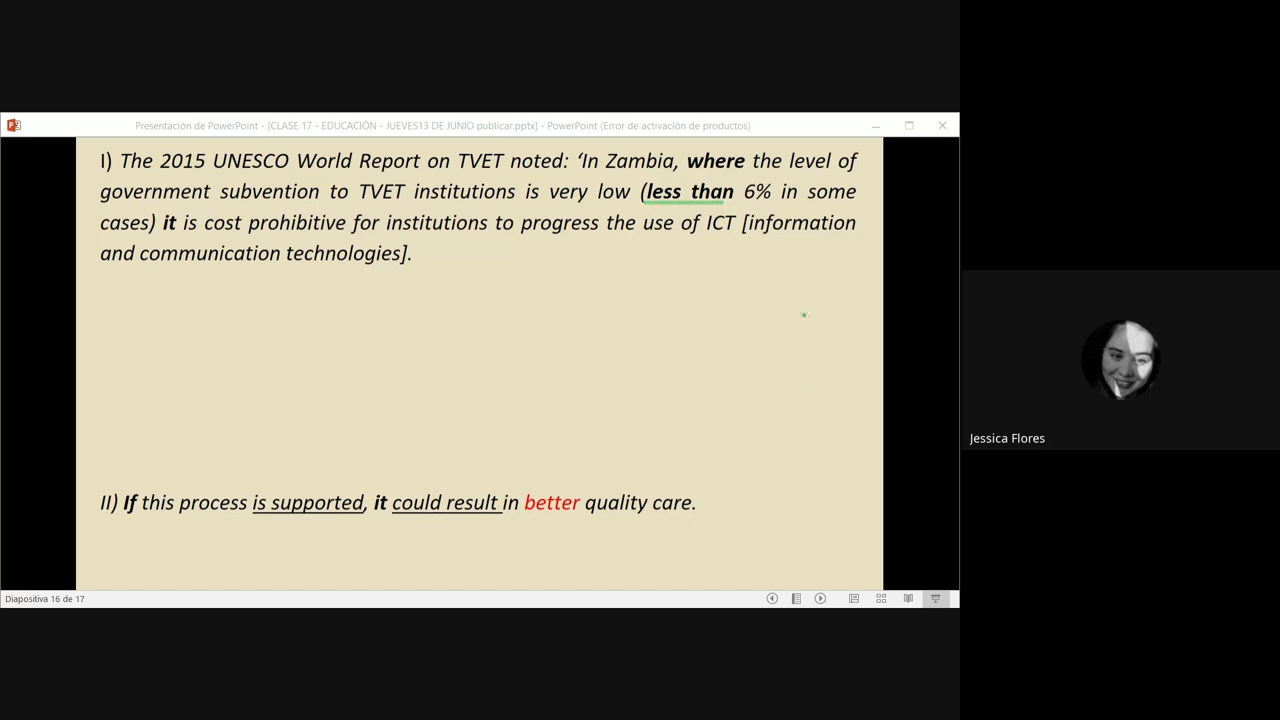 Presentación de PowerPoint - [CLASE 17 - EDUCACIÓN - JUEVES13 DE JUNIO publicar.pptx] - PowerPoint (Error de activación de productos)
I) The 2015 UNESCO World Report on TVET noted: ‘In Zambia, where the level of
government subvention to TVET institutions is very low (less than 6% in some
cases) it is cost prohibitive for institutions to progress the use of ICT [information
and communication technologies].
II) If this process is supported, it could result in better quality care.
Jessica Flores
Diapositiva 16 de 17